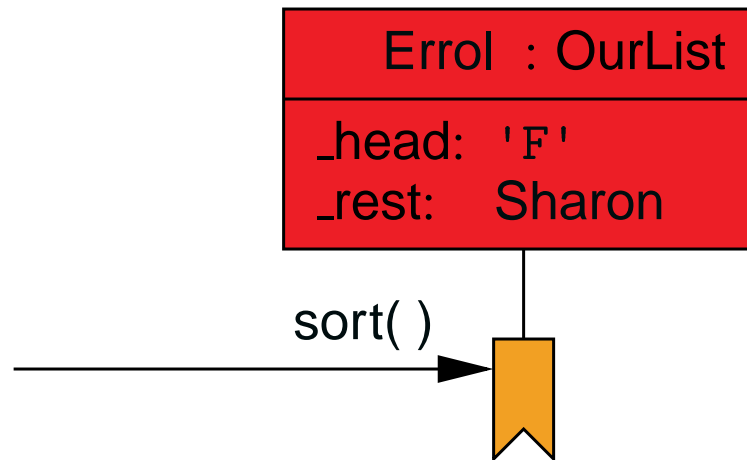 Errol : OurList
_head: 'F'
_rest: Sharon
sort( )